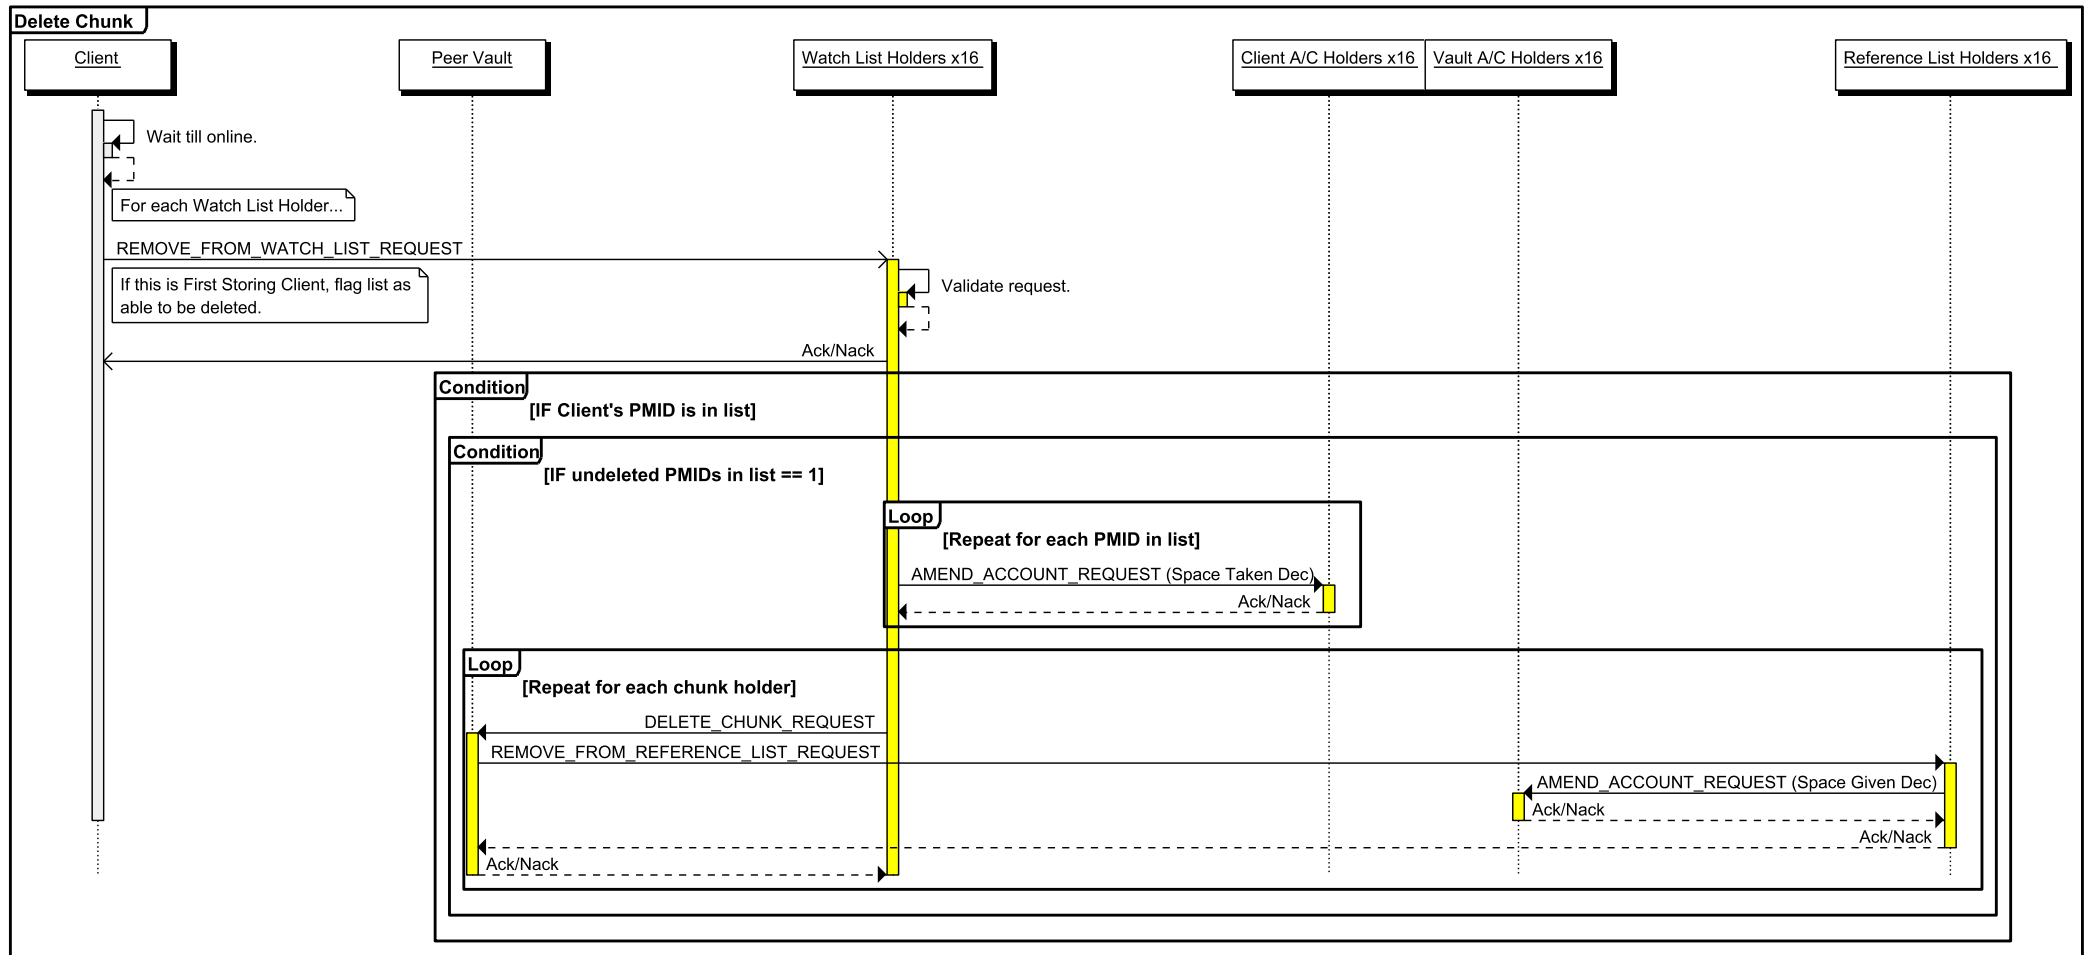 Delete Chunk
Client
Peer Vault
Watch List Holders x16
Client A/C Holders x16
Vault A/C Holders x16
Reference List Holders x16
Wait till online.
For each Watch List Holder...
REMOVE_FROM_WATCH_LIST_REQUEST
If this is First Storing Client, flag list as
able to be deleted.
Validate request.
Ack/Nack
Condition
[IF Client's PMID is in list]
Condition
[IF undeleted PMIDs in list == 1]
Loop
[Repeat for each PMID in list]
AMEND_ACCOUNT_REQUEST (Space Taken Dec)
Ack/Nack
Loop
[Repeat for each chunk holder]
DELETE_CHUNK_REQUEST
REMOVE_FROM_REFERENCE_LIST_REQUEST
AMEND_ACCOUNT_REQUEST (Space Given Dec)
Ack/Nack
Ack/Nack
Ack/Nack